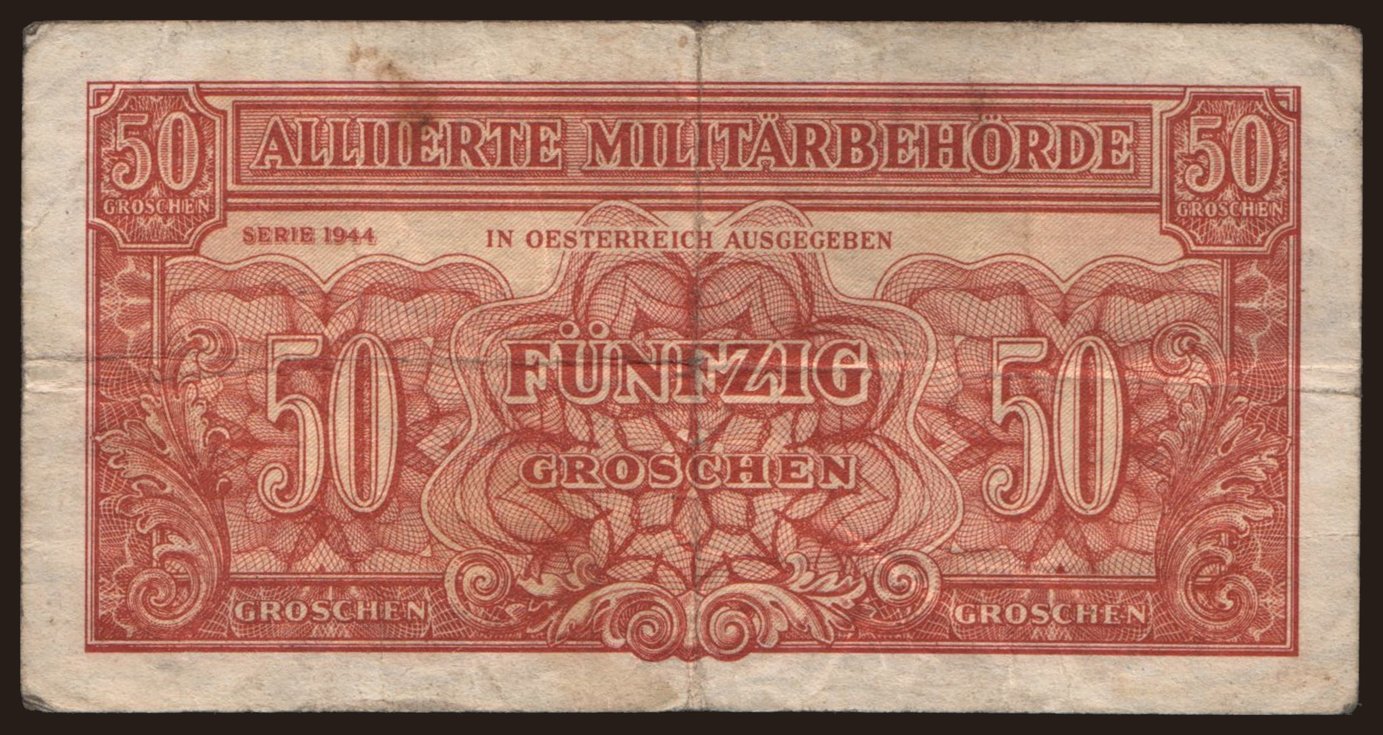 50 ALLIIERTE MILITÄRBEHÖRDE 50
GROSCHEN GROSCHEN
SERIE 1944 IN OESTERREICH AUSGEGEBEN
50 FÜNFZIG 50
GROSCHEN
GROSCHEN GROSCHEN